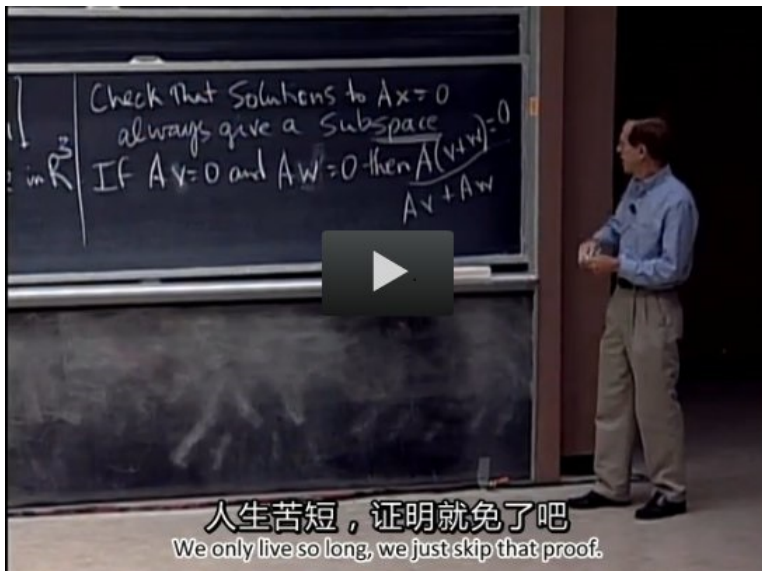 Check That Solutions to Ax=0
always give a subspace
in R³
If Av=0 and Aw=0 then A(v+w)=0
Av+Aw
人生苦短，证明就免了吧
We only live so long, we just skip that proof.